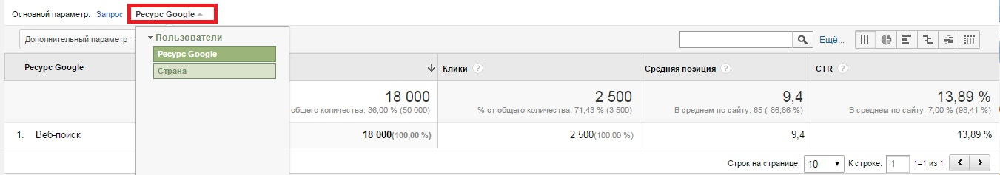 Основной параметр: Запрос Ресурс Google
Дополнительный параметр
Пользователи
Ресурс Google
Страна
Ещё...
Ресурс Google Клики ? Средняя позиция ? CTR ?
18 000 2 500 9,4 13,89 %
общего количества: 36,00 % (50 000) % от общего количества: 71,43 % (3 500) В среднем по сайту: 65 (-86,86 %) В среднем по сайту: 7,00 % (98,41 %)
1. Веб-поиск 18 000(100,00 %) 2 500(100,00 %) 9,4 13,89 %
Строк на странице: 10 К строке: 1 1–1 из 1